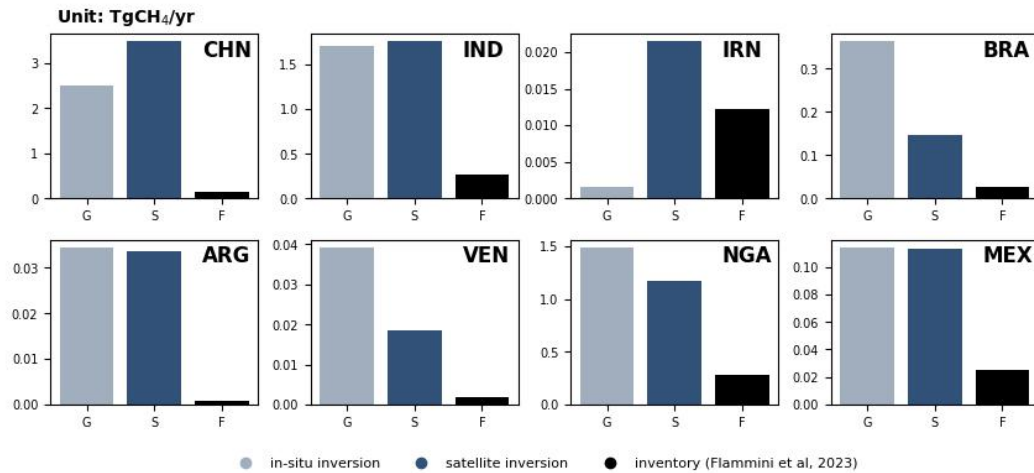 Unit: TgCH₄/yr
CHN
3
2
1
0
G S F
IND
1.5
1.0
0.5
0.0
G S F
IRN
0.020
0.015
0.010
0.005
0.000
G S F
BRA
0.3
0.2
0.1
0.0
G S F
ARG
0.03
0.02
0.01
0.00
G S F
VEN
0.04
0.03
0.02
0.01
0.00
G S F
NGA
1.5
1.0
0.5
0.0
G S F
MEX
0.10
0.08
0.06
0.04
0.02
0.00
G S F
in-situ inversion satellite inversion inventory (Flammini et al, 2023)